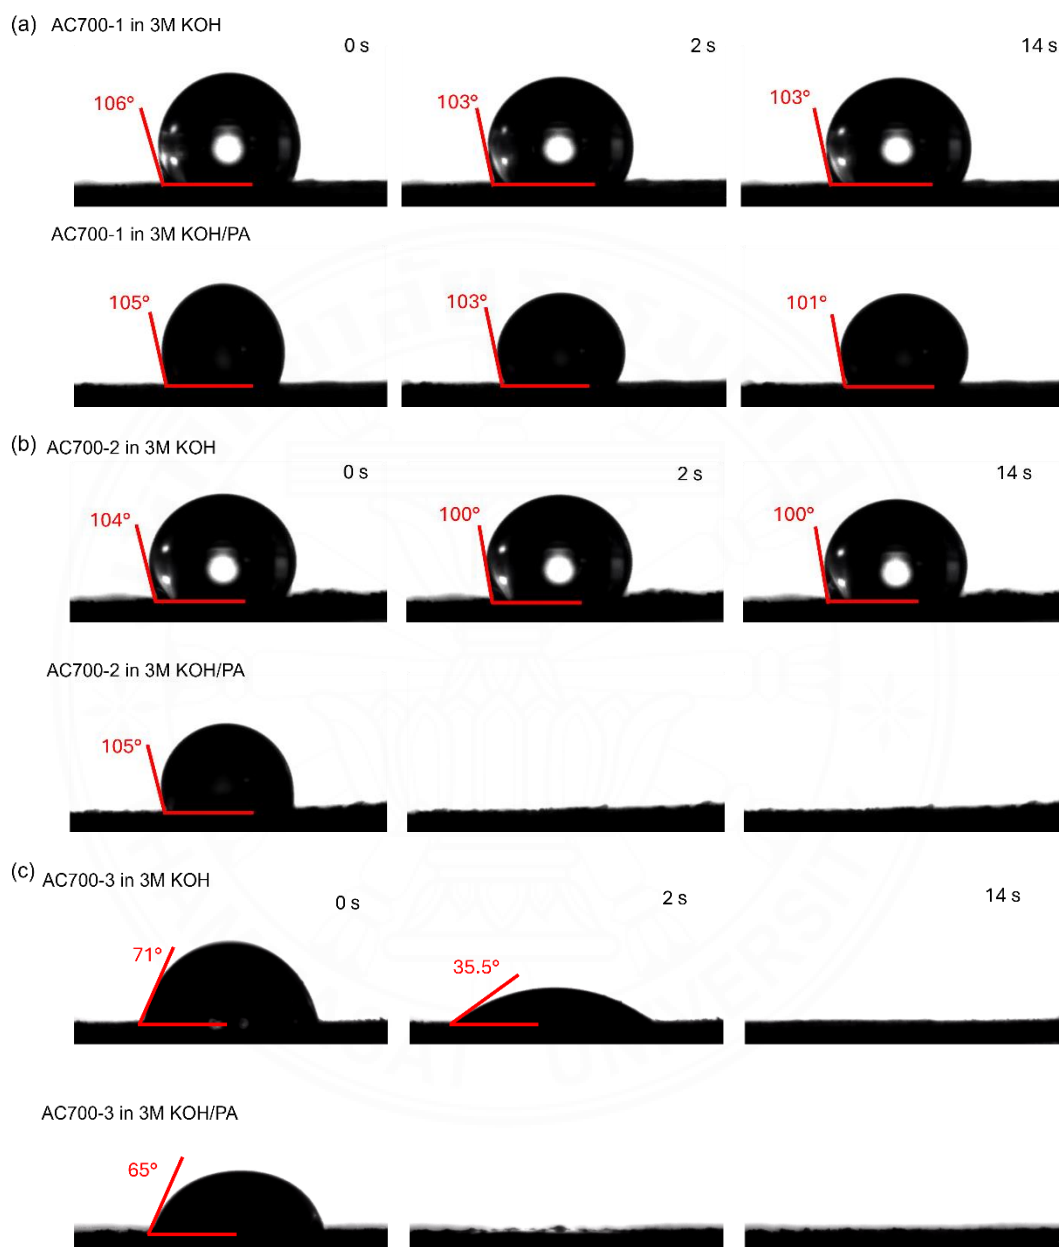 (a) AC700-1 in 3M KOH
0 s 2 s 14 s
106° 103° 103°
AC700-1 in 3M KOH/PA
105° 103° 101°
(b) AC700-2 in 3M KOH
0 s 2 s 14 s
104° 100° 100°
AC700-2 in 3M KOH/PA
105°
(c) AC700-3 in 3M KOH
0 s 2 s 14 s
71° 35.5°
AC700-3 in 3M KOH/PA
65°